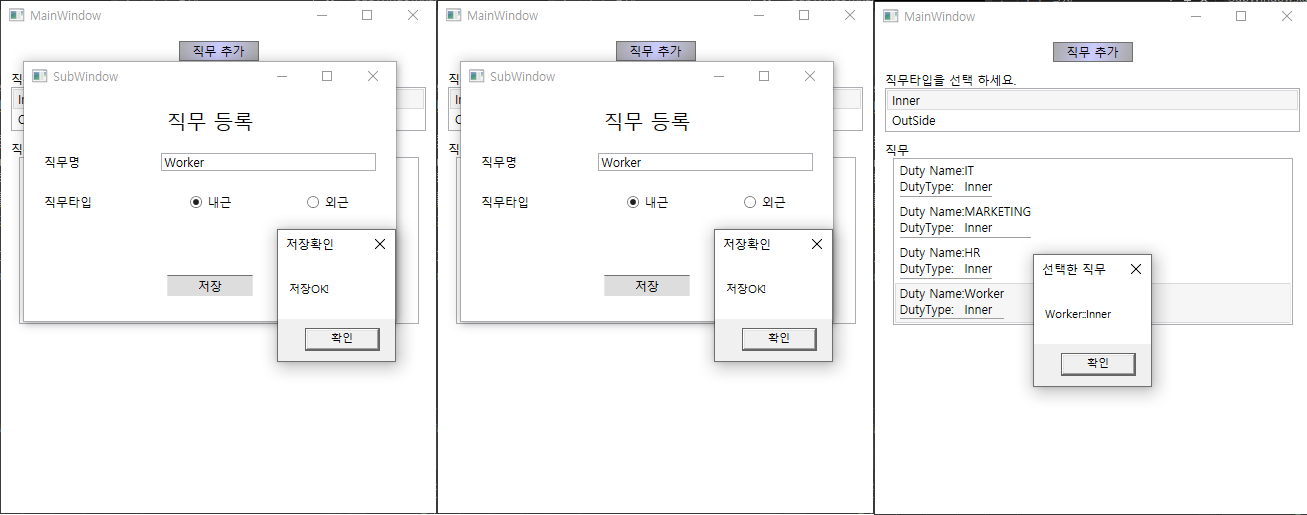 MainWindow
직무 추가
직
SubWindow
직무 등록
직무명 Worker
직무타입 내근 외근
저장확인
저장OK!
저장
확인
MainWindow
직무 추가
직
SubWindow
직무 등록
직무명 Worker
직무타입 내근 외근
저장확인
저장OK!
저장
확인
MainWindow
직무 추가
직무타입을 선택 하세요.
Inner
OutSide
직무
Duty Name:IT
DutyType: Inner
Duty Name:MARKETING
DutyType: Inner
Duty Name:HR
DutyType: Inner
Duty Name:Worker
DutyType: Inner
선택한 직무
Worker::Inner
확인